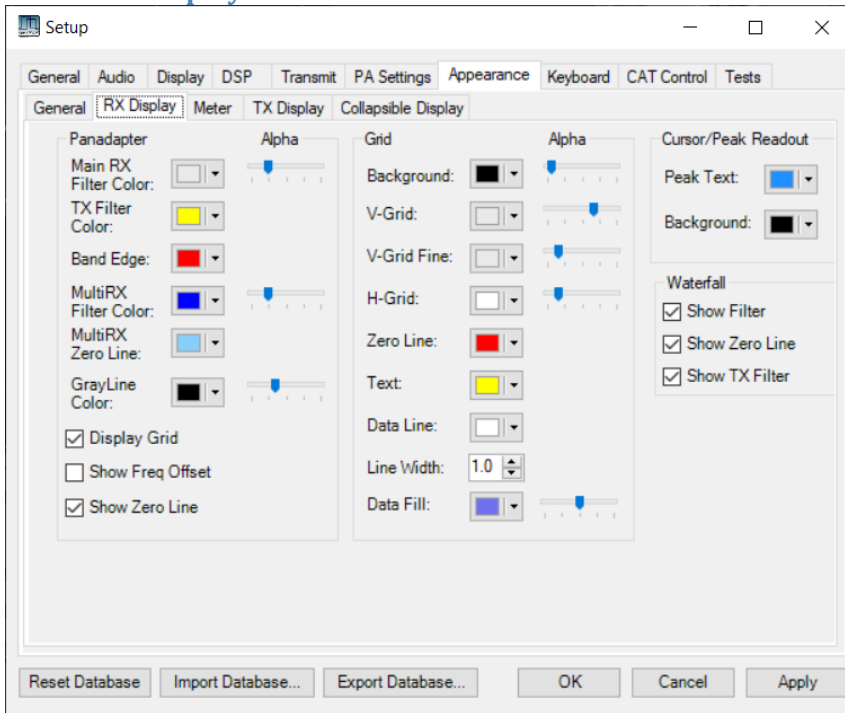 Setup
General Audio Display DSP Transmit PA Settings Appearance Keyboard CAT Control Tests
General RX Display Meter TX Display Collapsible Display
Panadapter Alpha
Main RX
Filter Color:
TX Filter
Color:
Band Edge:
MultiRX
Filter Color:
MultiRX
Zero Line:
GrayLine
Color:
Display Grid
Show Freq Offset
Show Zero Line
Grid Alpha
Background:
V-Grid:
V-Grid Fine:
H-Grid:
Zero Line:
Text:
Data Line:
Line Width: 1.0
Data Fill:
Cursor/Peak Readout
Peak Text:
Background:
Waterfall
Show Filter
Show Zero Line
Show TX Filter
Reset Database Import Database... Export Database... OK Cancel Apply